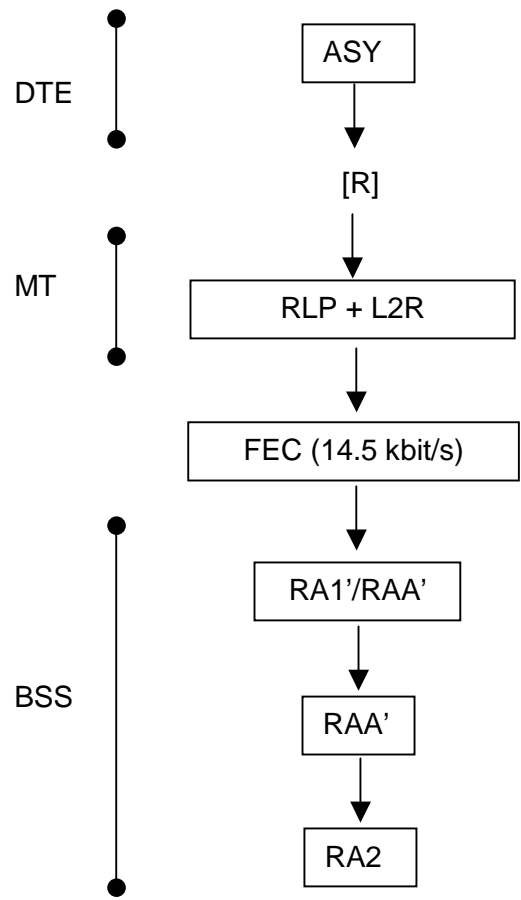 ASY
DTE
[R]
MT
RLP + L2R
FEC (14.5 kbit/s)
RA1’/RAA’
BSS
RAA’
RA2